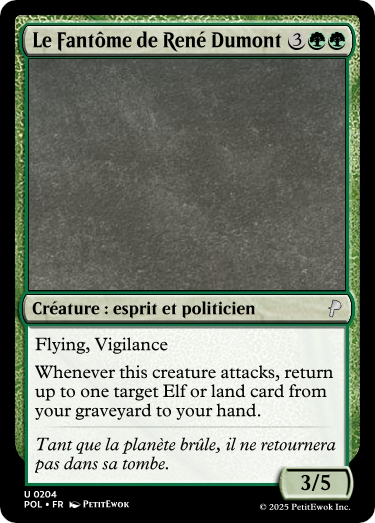 Le Fantôme de René Dumont 3
Créature : esprit et politicien
Flying, Vigilance
Whenever this creature attacks, return
up to one target Elf or land card from
your graveyard to your hand.
Tant que la planète brûle, il ne retournera
pas dans sa tombe.
3/5
U 0204
POL • FR PetitEwok
© 2025 PetitEwok Inc.